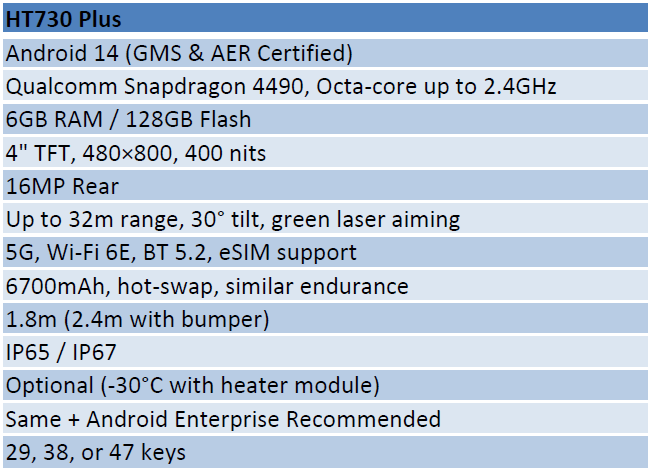 HT730 Plus
Android 14 (GMS & AER Certified)
Qualcomm Snapdragon 4490, Octa-core up to 2.4GHz
6GB RAM / 128GB Flash
4" TFT, 480×800, 400 nits
16MP Rear
Up to 32m range, 30° tilt, green laser aiming
5G, Wi-Fi 6E, BT 5.2, eSIM support
6700mAh, hot-swap, similar endurance
1.8m (2.4m with bumper)
IP65 / IP67
Optional (-30°C with heater module)
Same + Android Enterprise Recommended
29, 38, or 47 keys